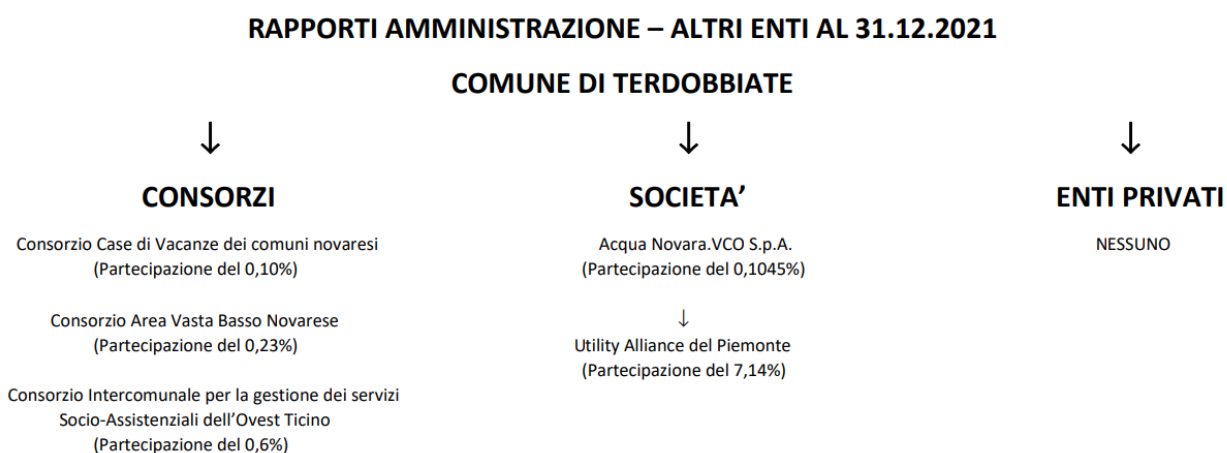 RAPPORTI AMMINISTRAZIONE – ALTRI ENTI AL 31.12.2021
COMUNE DI TERDOBBIATE
↓
CONSORZI
Consorzio Case di Vacanze dei comuni novaresi
(Partecipazione del 0,10%)
Consorzio Area Vasta Basso Novarese
(Partecipazione del 0,23%)
Consorzio Intercomunale per la gestione dei servizi
Socio-Assistenziali dell’Ovest Ticino
(Partecipazione del 0,6%)
↓
SOCIETA’
Acqua Novara.VCO S.p.A.
(Partecipazione del 0,1045%)
↓
Utility Alliance del Piemonte
(Partecipazione del 7,14%)
↓
ENTI PRIVATI
NESSUNO